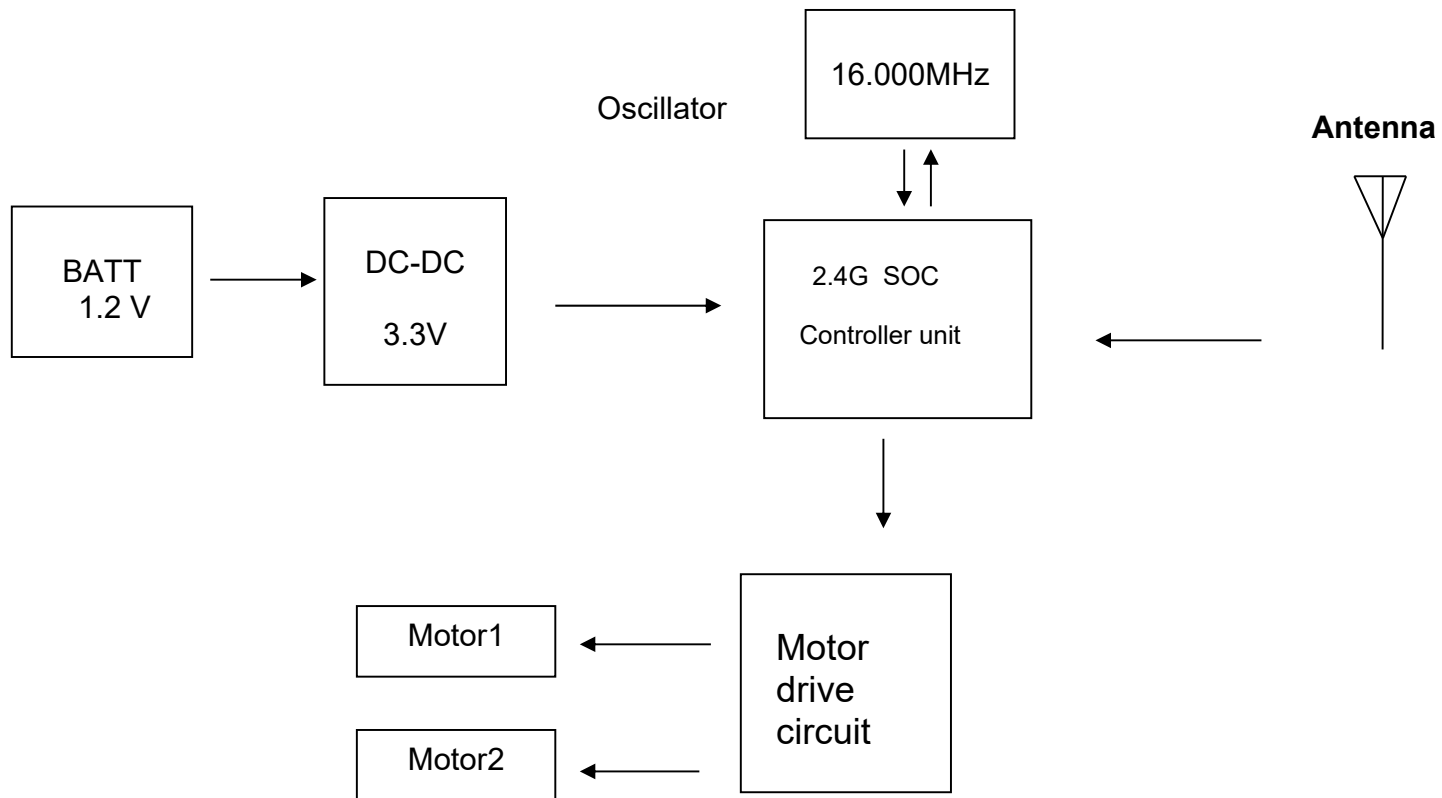 16.000MHz
Oscillator
Antenna
BATT
1.2 V
DC-DC
3.3V
2.4G SOC
Controller unit
Motor1
Motor
drive
circuit
Motor2